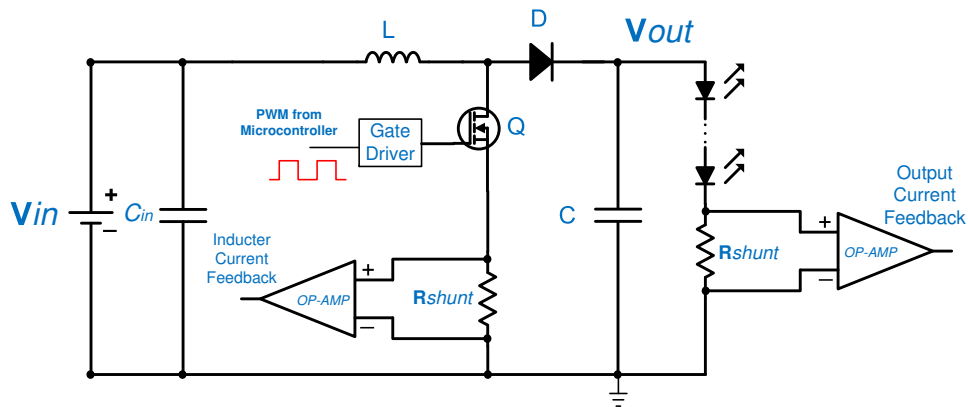 L
D
Vout
PWM from
Microcontroller
Gate
Driver
Q
Vin
+
−
Cin
C
Inducter
Current
Feedback
OP-AMP
+
−
Rshunt
Rshunt
+
−
OP-AMP
Output
Current
Feedback